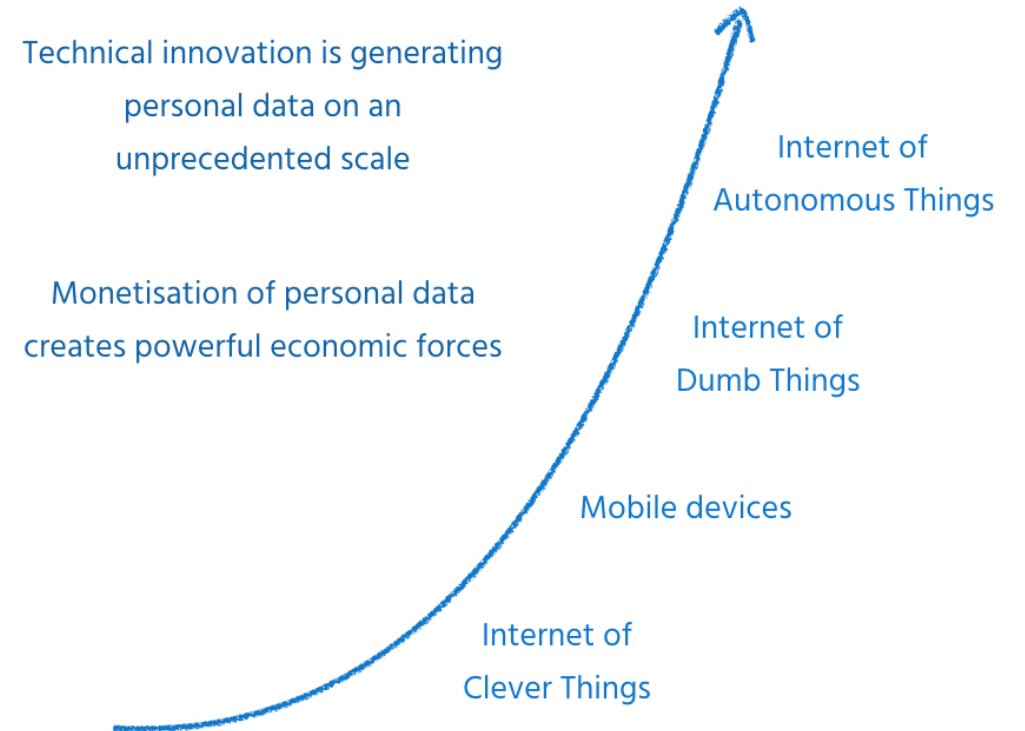 Technical innovation is generating
personal data on an
unprecedented scale
Monetisation of personal data
creates powerful economic forces
Internet of
Autonomous Things
Internet of
Dumb Things
Mobile devices
Internet of
Clever Things